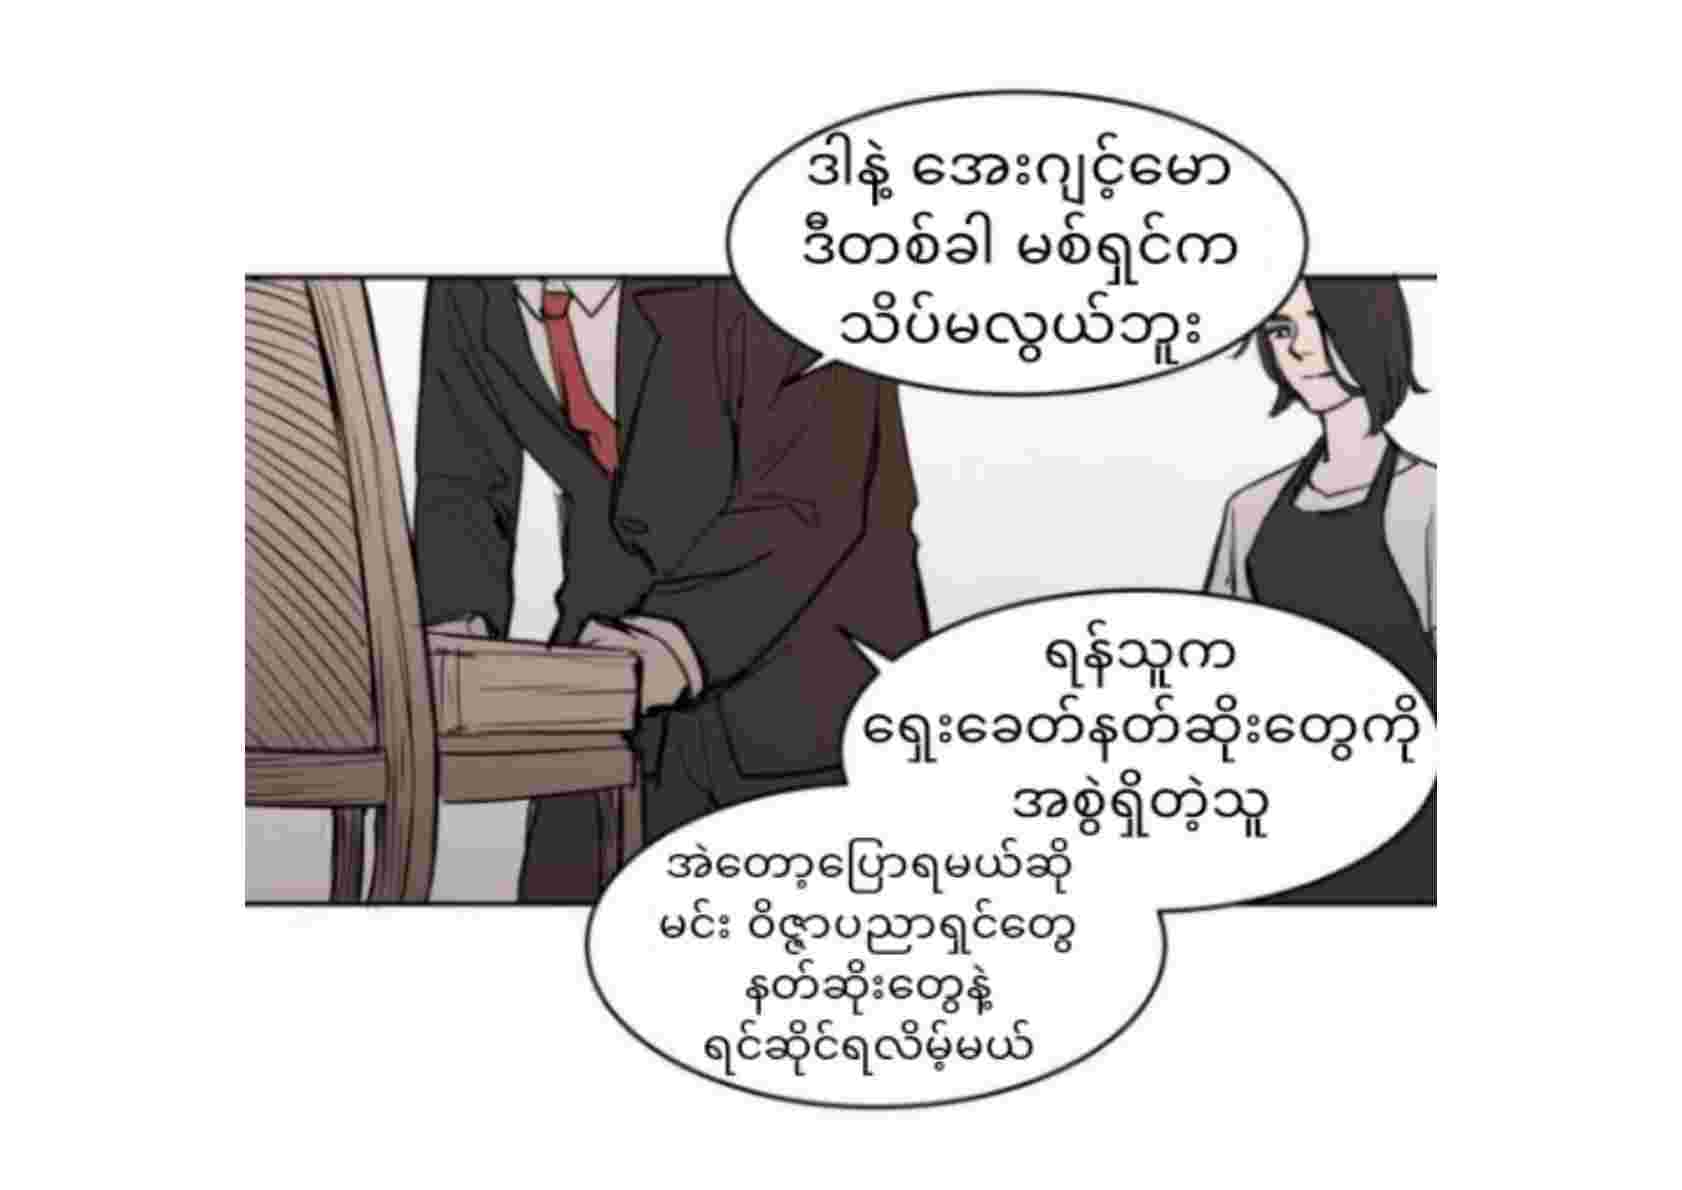 ဒါနဲ့ အေးဂျင့်မော
ဒီတစ်ခါ မစ်ရှင်က
သိပ်မလွယ်ဘူး
ရန်သူက
ရှေးခေတ်နတ်ဆိုးတွေကို
အစွဲရှိတဲ့သူ
အဲတော့ပြောရမယ်ဆို
မင်း ဝိဇ္ဇာပညာရှင်တွေ
နတ်ဆိုးတွေနဲ့
ရင်ဆိုင်ရလိမ့်မယ်